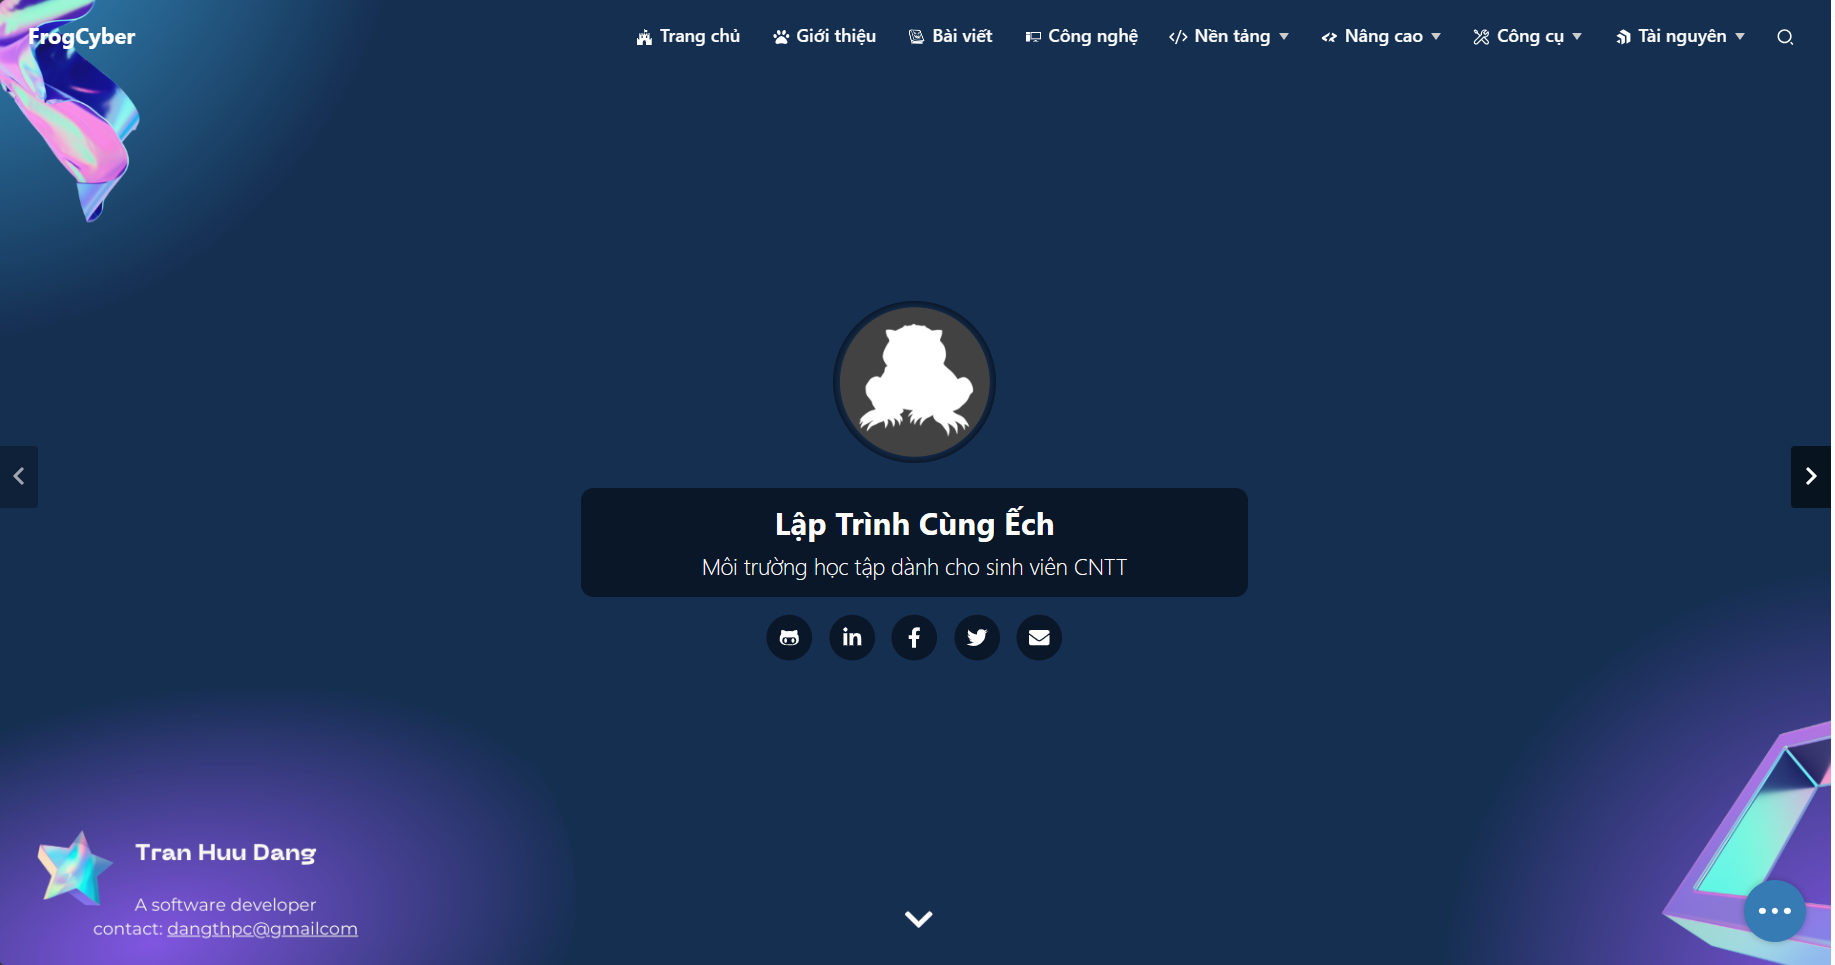 FrogCyber
Trang chủ Giới thiệu Bài viết Công nghệ Nền tảng Nâng cao Công cụ Tài nguyên
Lập Trình Cùng Ếch
Môi trường học tập dành cho sinh viên CNTT
Tran Huu Dang
A software developer
contact: dangthpc@gmailcom